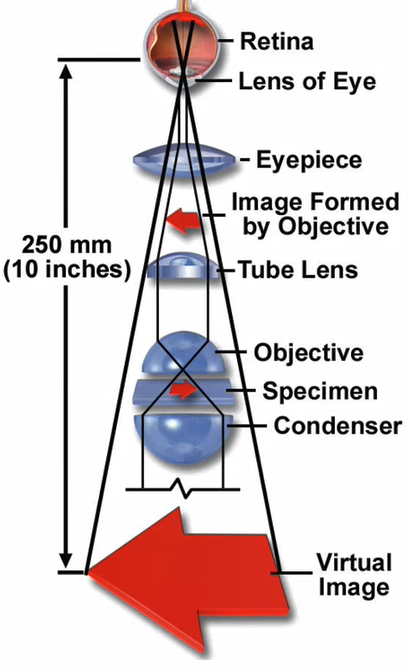 Retina
Lens of Eye
Eyepiece
Image Formed
by Objective
250 mm
(10 inches)
Tube Lens
Objective
Specimen
Condenser
Virtual
Image